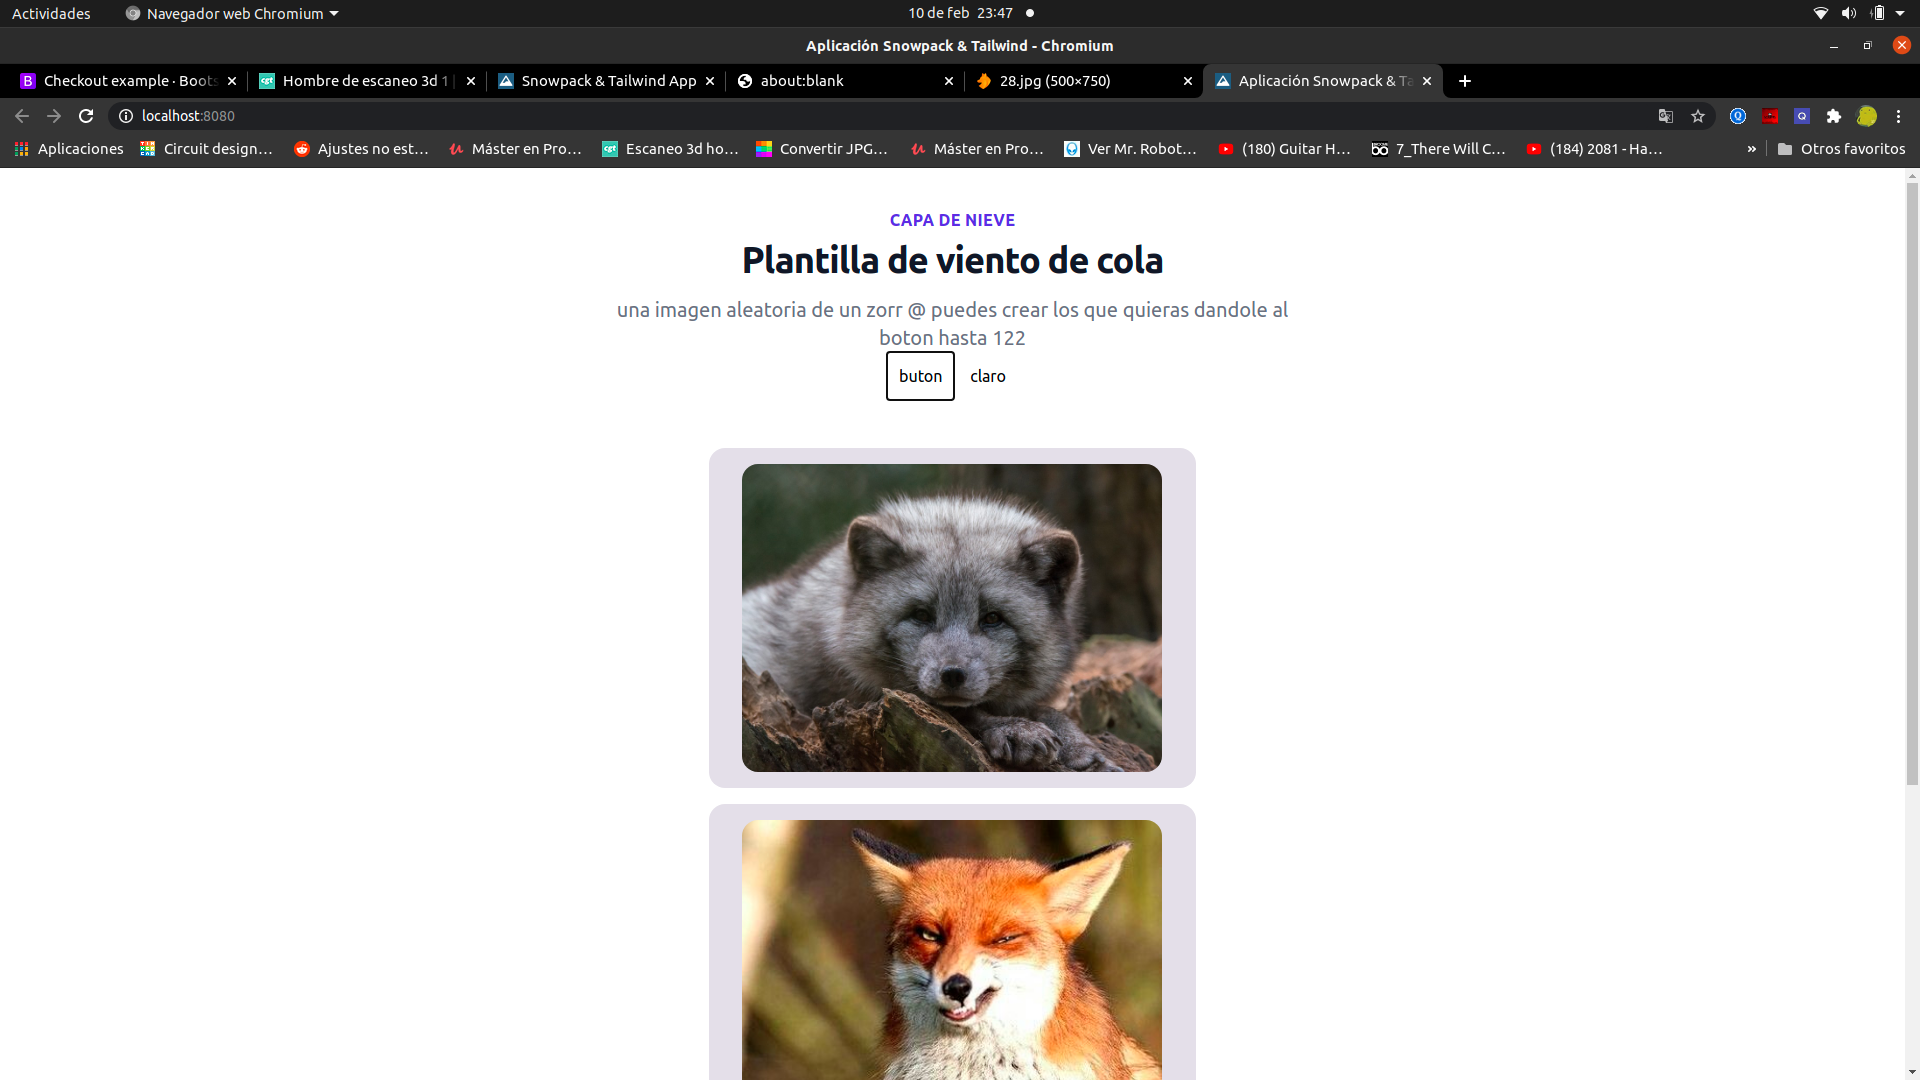 Actividades
Navegador web Chromium
10 de feb 23:47
Aplicación Snowpack & Tailwind - Chromium
Checkout example · Boots
Hombre de escaneo 3d 1 |
Snowpack & Tailwind App
about:blank
28.jpg (500×750)
Aplicación Snowpack & Ta
localhost:8080
Aplicaciones
Circuit design…
Ajustes no est…
Máster en Pro…
Escaneo 3d ho…
Convertir JPG…
Máster en Pro…
Ver Mr. Robot…
(180) Guitar H…
7_There Will C…
(184) 2081 - Ha…
»
Otros favoritos
CAPA DE NIEVE
Plantilla de viento de cola
una imagen aleatoria de un zorr @ puedes crear los que quieras dandole al
boton hasta 122
buton
claro